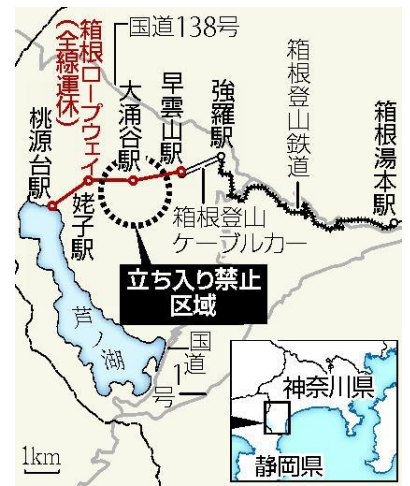 国道138号
箱根ロープウェイ
(全線運休)
桃源台駅
姥子駅
大涌谷駅
早雲山駅
強羅駅
箱根登山鉄道
箱根湯本駅
箱根登山
ケーブルカー
立ち入り禁止
区域
芦ノ湖
国道1号
神奈川県
静岡県
1km